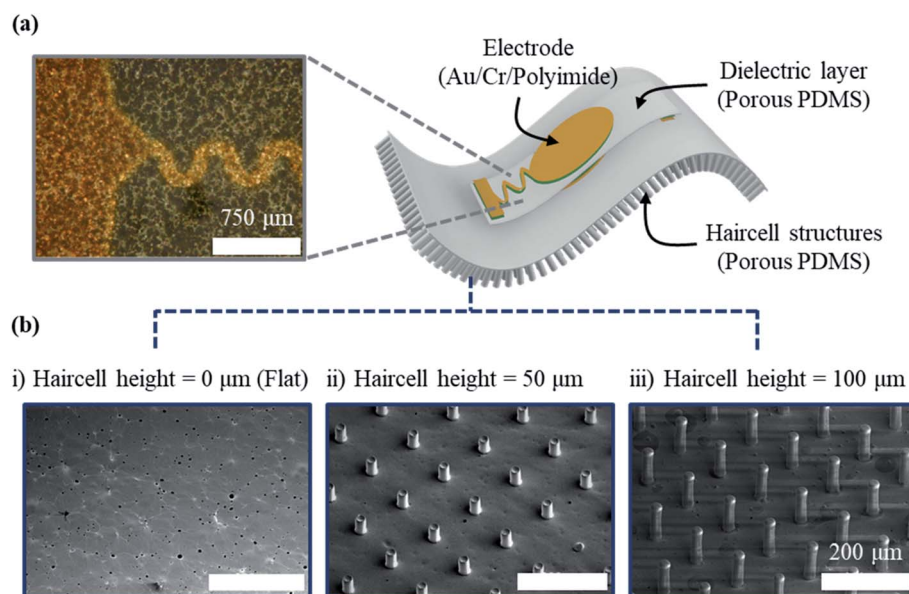 (a)
Electrode
(Au/Cr/Polyimide)
Dielectric layer
(Porous PDMS)
750 μm
Haircell structures
(Porous PDMS)
(b)
i) Haircell height = 0 μm (Flat)
ii) Haircell height = 50 μm
iii) Haircell height = 100 μm
200 μm